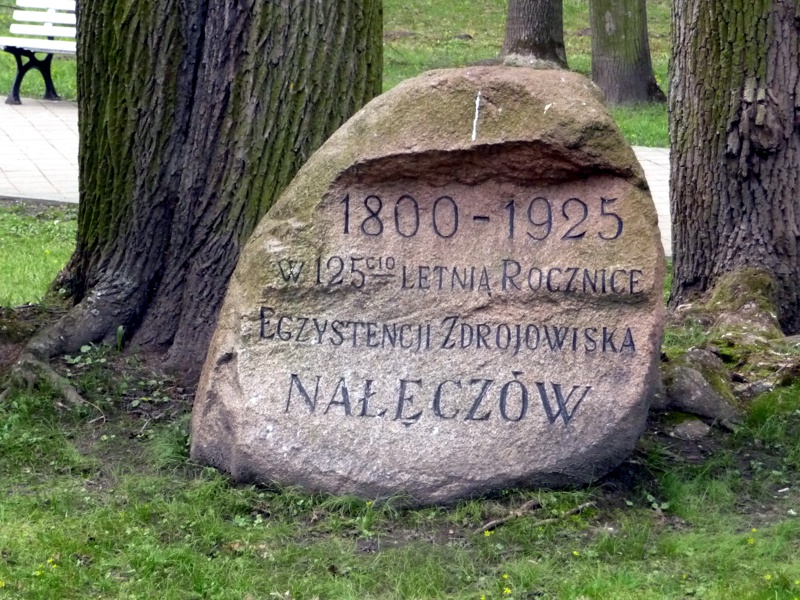 1800-1925
W 125CIO LETNIĄ ROCZNICE
EGZYSTENCJI ZDROJOWISKA
NAŁĘCZÓW